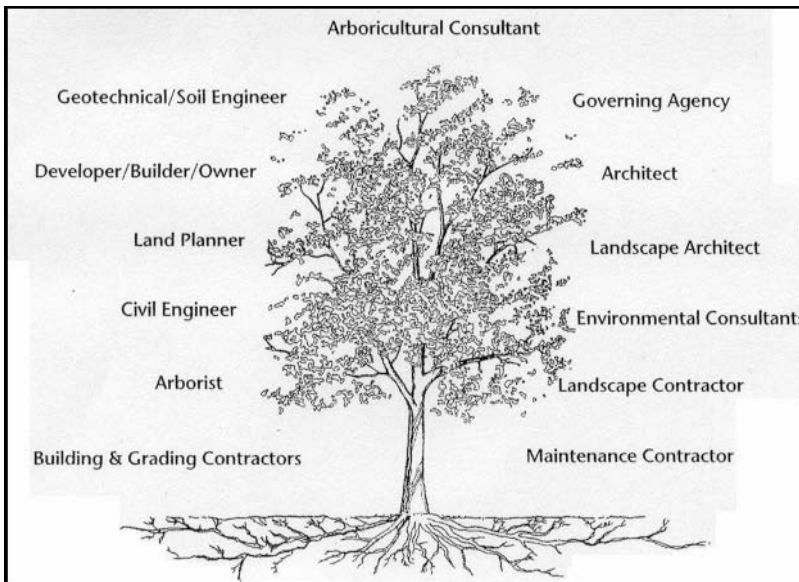 Arboricultural Consultant
Geotechnical/Soil Engineer
Governing Agency
Developer/Builder/Owner
Architect
Land Planner
Landscape Architect
Civil Engineer
Environmental Consultants
Arborist
Landscape Contractor
Building & Grading Contractors
Maintenance Contractor